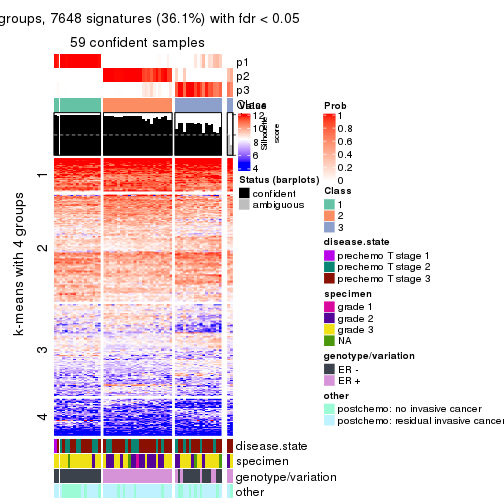 groups, 7648 signatures (36.1%) with fdr < 0.05
59 confident samples
p1
p2
p3
Class
Value
12
10
8
6
4
Silhouette
score
Status (barplots)
confident
ambiguous
Prob
1
0.8
0.6
0.4
0.2
0
Class
1
2
3
disease.state
prechemo T stage 1
prechemo T stage 2
prechemo T stage 3
specimen
grade 1
grade 2
grade 3
NA
genotype/variation
ER -
ER +
other
postchemo: no invasive cancer
postchemo: residual invasive cancer
k-means with 4 groups
1
2
3
4
disease.state
specimen
genotype/variation
other